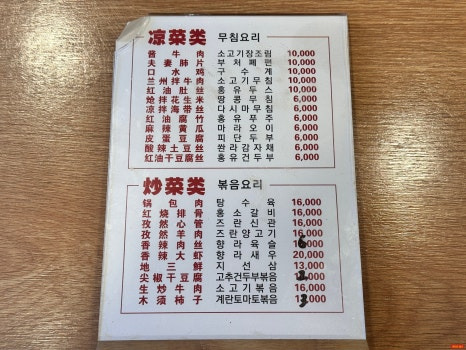 凉菜类 무침요리
酱牛肉 소고기장조림 10,000
夫妻肺片 부처폐편 10,000
口水鸡 구수계 10,000
兰州拌牛肉 소고기무침 10,000
红油肚丝 홍유두스 10,000
炝拌花生米 땅콩무침 6,000
凉拌海带丝 다시마무침 6,000
红油腐竹 홍유푸주 6,000
麻辣黄瓜 마라오이 6,000
皮蛋豆腐 피단두부 6,000
酸辣土豆丝 싼라감자채 6,000
红油干豆腐丝 홍유건두부 6,000
炒菜类 볶음요리
锅包肉 탕수육 16,000
红烧排骨 홍소갈비 16,000
孜然心管 즈란신관 16,000
孜然羊肉 즈란양고기 16,000
香辣肉丝 향라육슬
香辣大虾 향라새우 20,000
地三鲜 지선삼 13,000
尖椒干豆腐 고추건두부볶음
生炒牛肉 소고기볶음 16,000
木须柿子 계란토마토볶음